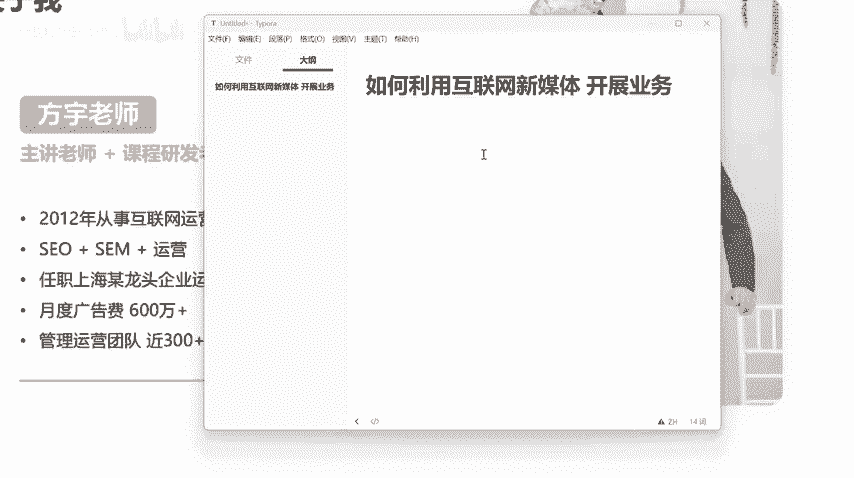 于我
方宇老师
主讲老师 + 课程研发
• 2012年从事互联网运营
• SEO + SEM + 运营
• 任职上海某龙头企业运
• 月度广告费 600万+
• 管理运营团队 近300+
Untitled• - Typora
文件(F) 编辑(E) 段落(P) 格式(O) 视图(V) 主题(T) 帮助(H)
文件 大纲
如何利用互联网新媒体 开展业务
如何利用互联网新媒体 开展业务
ZH 14 词